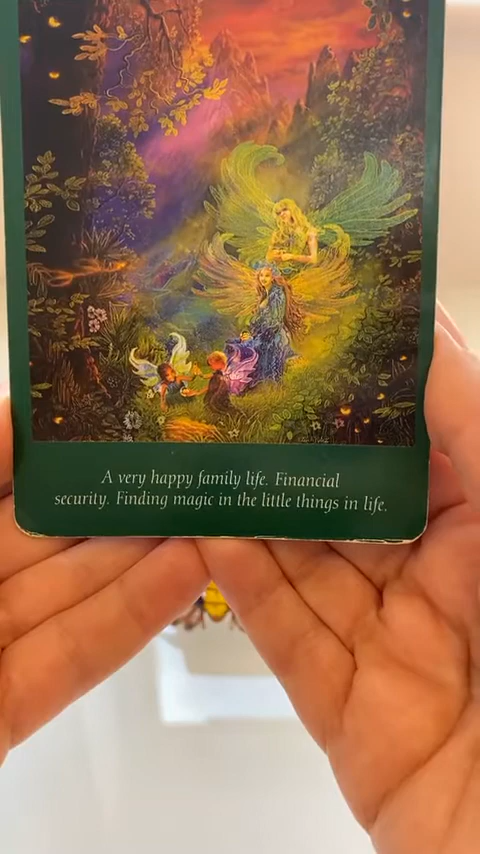 A very happy family life. Financial
security. Finding magic in the little things in life.